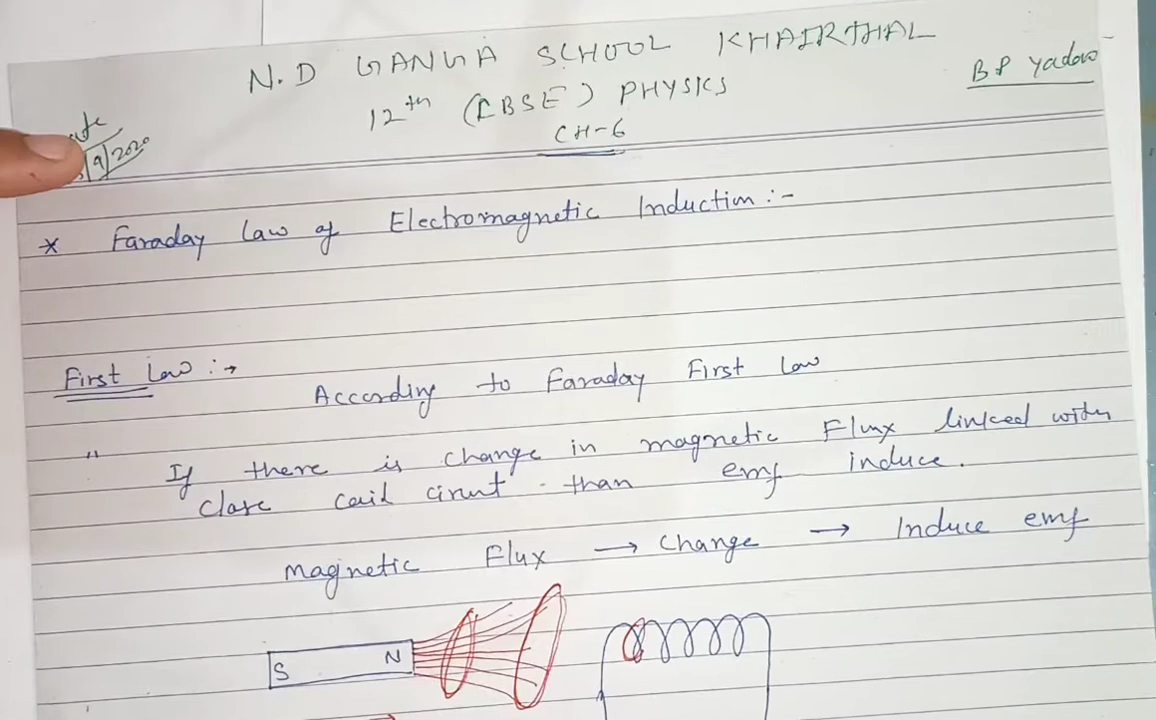 N.D GANGA SCHOOL KHAIRTHAL
B P Yadav
12th (CBSE) PHYSICS
CH-6
9/2020
* Faraday Law of Electromagnetic Induction :-
First Law :→
According to Faraday First Law
" If there is change in magnetic Flux linked with
close coil circuit than emf induce.
Magnetic Flux → Change → Induce emf
S N